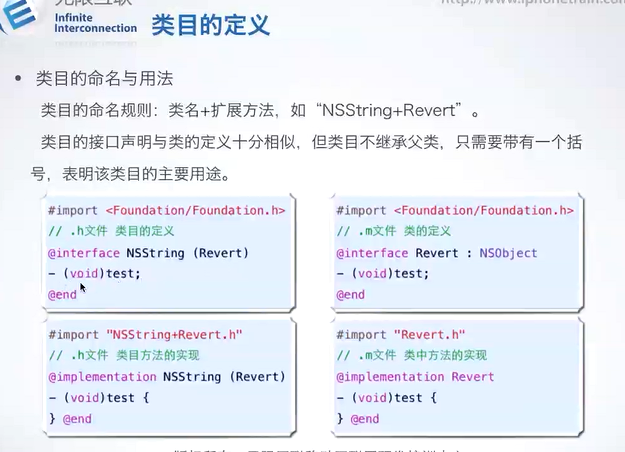 无限互联
http://www.iphonetrain.com
Infinite
Interconnection
类目的定义
• 类目的命名与用法
类目的命名规则：类名+扩展方法，如“NSString+Revert”。
类目的接口声明与类的定义十分相似，但类目不继承父类，只需要带有一个括
号，表明该类目的主要用途。
#import <Foundation/Foundation.h>
// .h文件 类目的定义
@interface NSString (Revert)
- (void)test;
@end
#import <Foundation/Foundation.h>
// .m文件 类的定义
@interface Revert : NSObject
- (void)test;
@end
#import "NSString+Revert.h"
// .h文件 类目方法的实现
@implementation NSString (Revert)
- (void)test {
} @end
#import "Revert.h"
// .m文件 类中方法的实现
@implementation Revert
- (void)test {
} @end